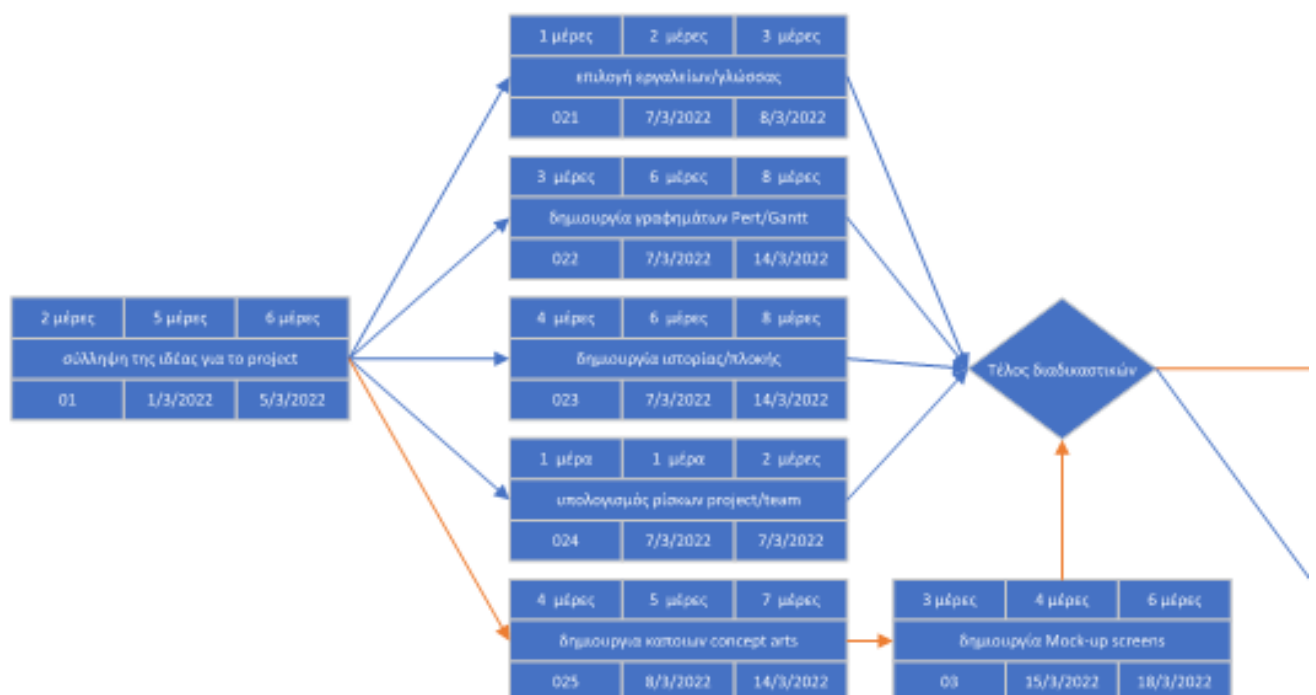 1 μέρες 2 μέρες 3 μέρες
επιλογή εργαλείων/γλώσσας
021 7/3/2022 8/3/2022
3 μέρες 6 μέρες 8 μέρες
δημιουργία γραφημάτων Pert/Gantt
022 7/3/2022 14/3/2022
2 μέρες 5 μέρες 6 μέρες
σύλληψη της ιδέας για το project
01 1/3/2022 5/3/2022
4 μέρες 6 μέρες 8 μέρες
δημιουργία ιστορίας/πλοκής
023 7/3/2022 14/3/2022
Τέλος διαδικαστικών
1 μέρα 1 μέρα 2 μέρες
υπολογισμός ρίσκων project/team
024 7/3/2022 7/3/2022
4 μέρες 5 μέρες 7 μέρες
δημιουργια καποιων concept arts
025 8/3/2022 14/3/2022
3 μέρες 4 μέρες 6 μέρες
δημιουργία Mock-up screens
03 15/3/2022 18/3/2022